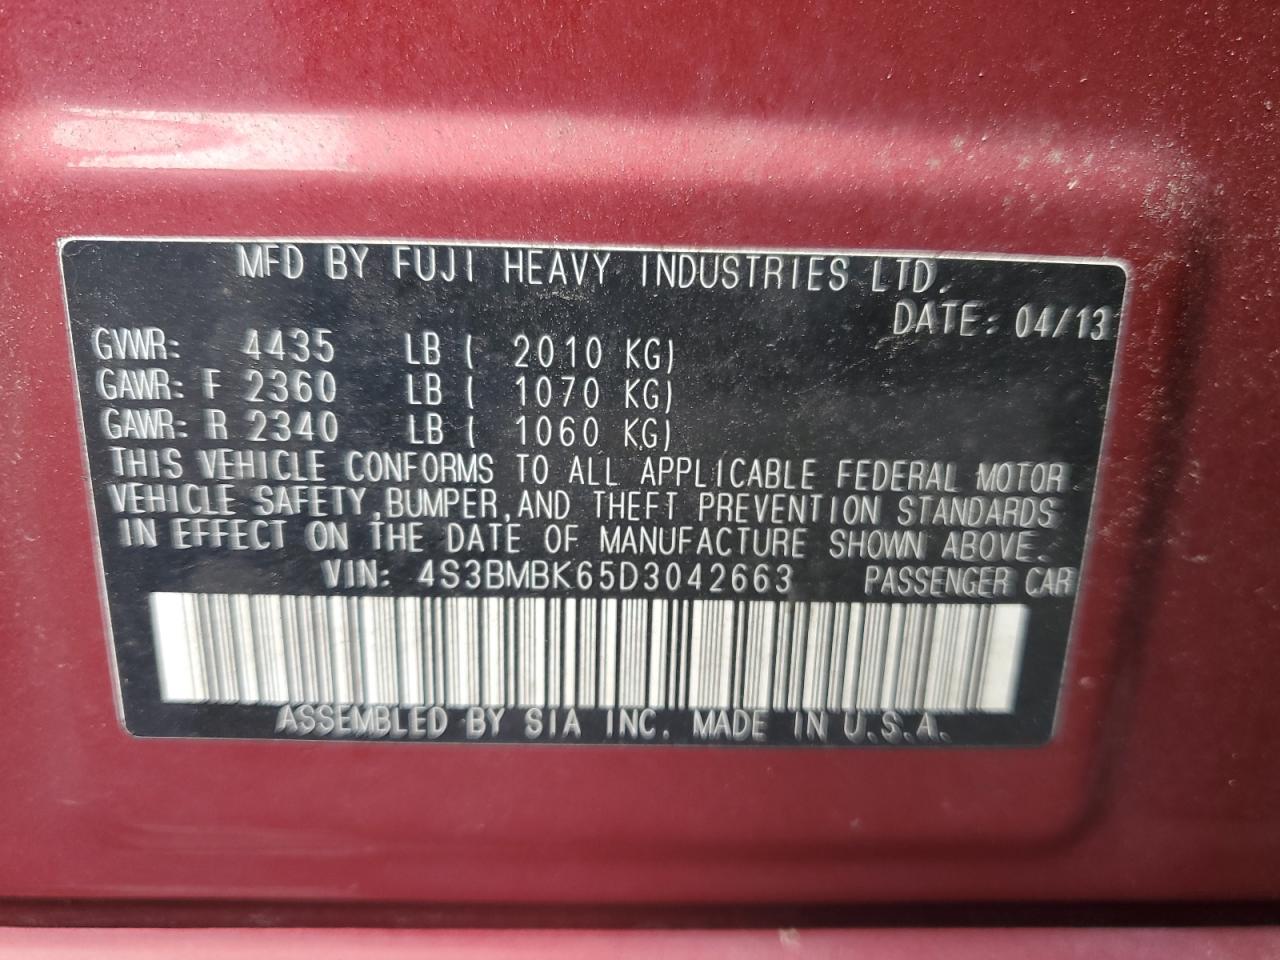 MFD BY FUJI HEAVY INDUSTRIES LTD.
DATE: 04/13
GVWR: 4435 LB ( 2010 KG)
GAWR: F 2360 LB ( 1070 KG)
GAWR: R 2340 LB ( 1060 KG)
THIS VEHICLE CONFORMS TO ALL APPLICABLE FEDERAL MOTOR
VEHICLE SAFETY, BUMPER, AND THEFT PREVENTION STANDARDS
IN EFFECT ON THE DATE OF MANUFACTURE SHOWN ABOVE.
VIN: 4S3BMBK65D3042663 PASSENGER CAR
ASSEMBLED BY SIA INC. MADE IN U.S.A.